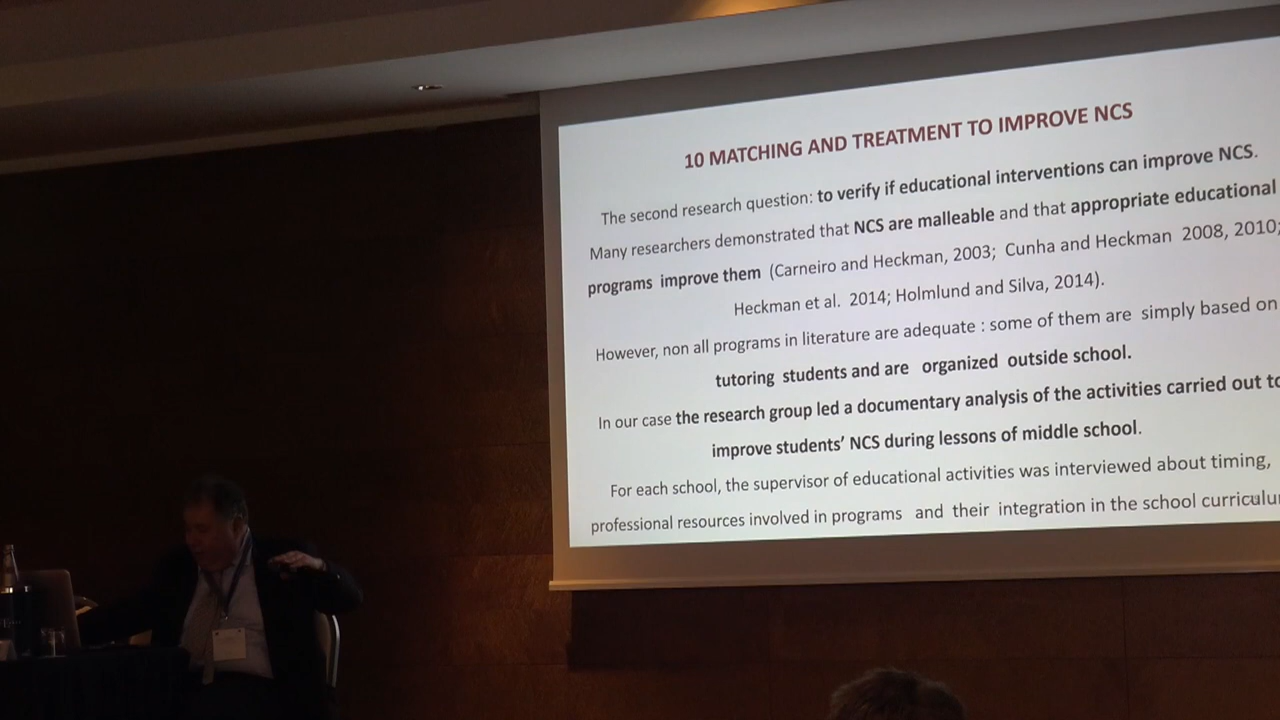 10 MATCHING AND TREATMENT TO IMPROVE NCS
The second research question: to verify if educational interventions can improve NCS.
Many researchers demonstrated that NCS are malleable and that appropriate educational
programs improve them (Carneiro and Heckman, 2003; Cunha and Heckman 2008, 2010;
Heckman et al. 2014; Holmlund and Silva, 2014).
However, non all programs in literature are adequate : some of them are simply based on
tutoring students and are organized outside school.
In our case the research group led a documentary analysis of the activities carried out to
improve students' NCS during lessons of middle school.
For each school, the supervisor of educational activities was interviewed about timing,
professional resources involved in programs and their integration in the school